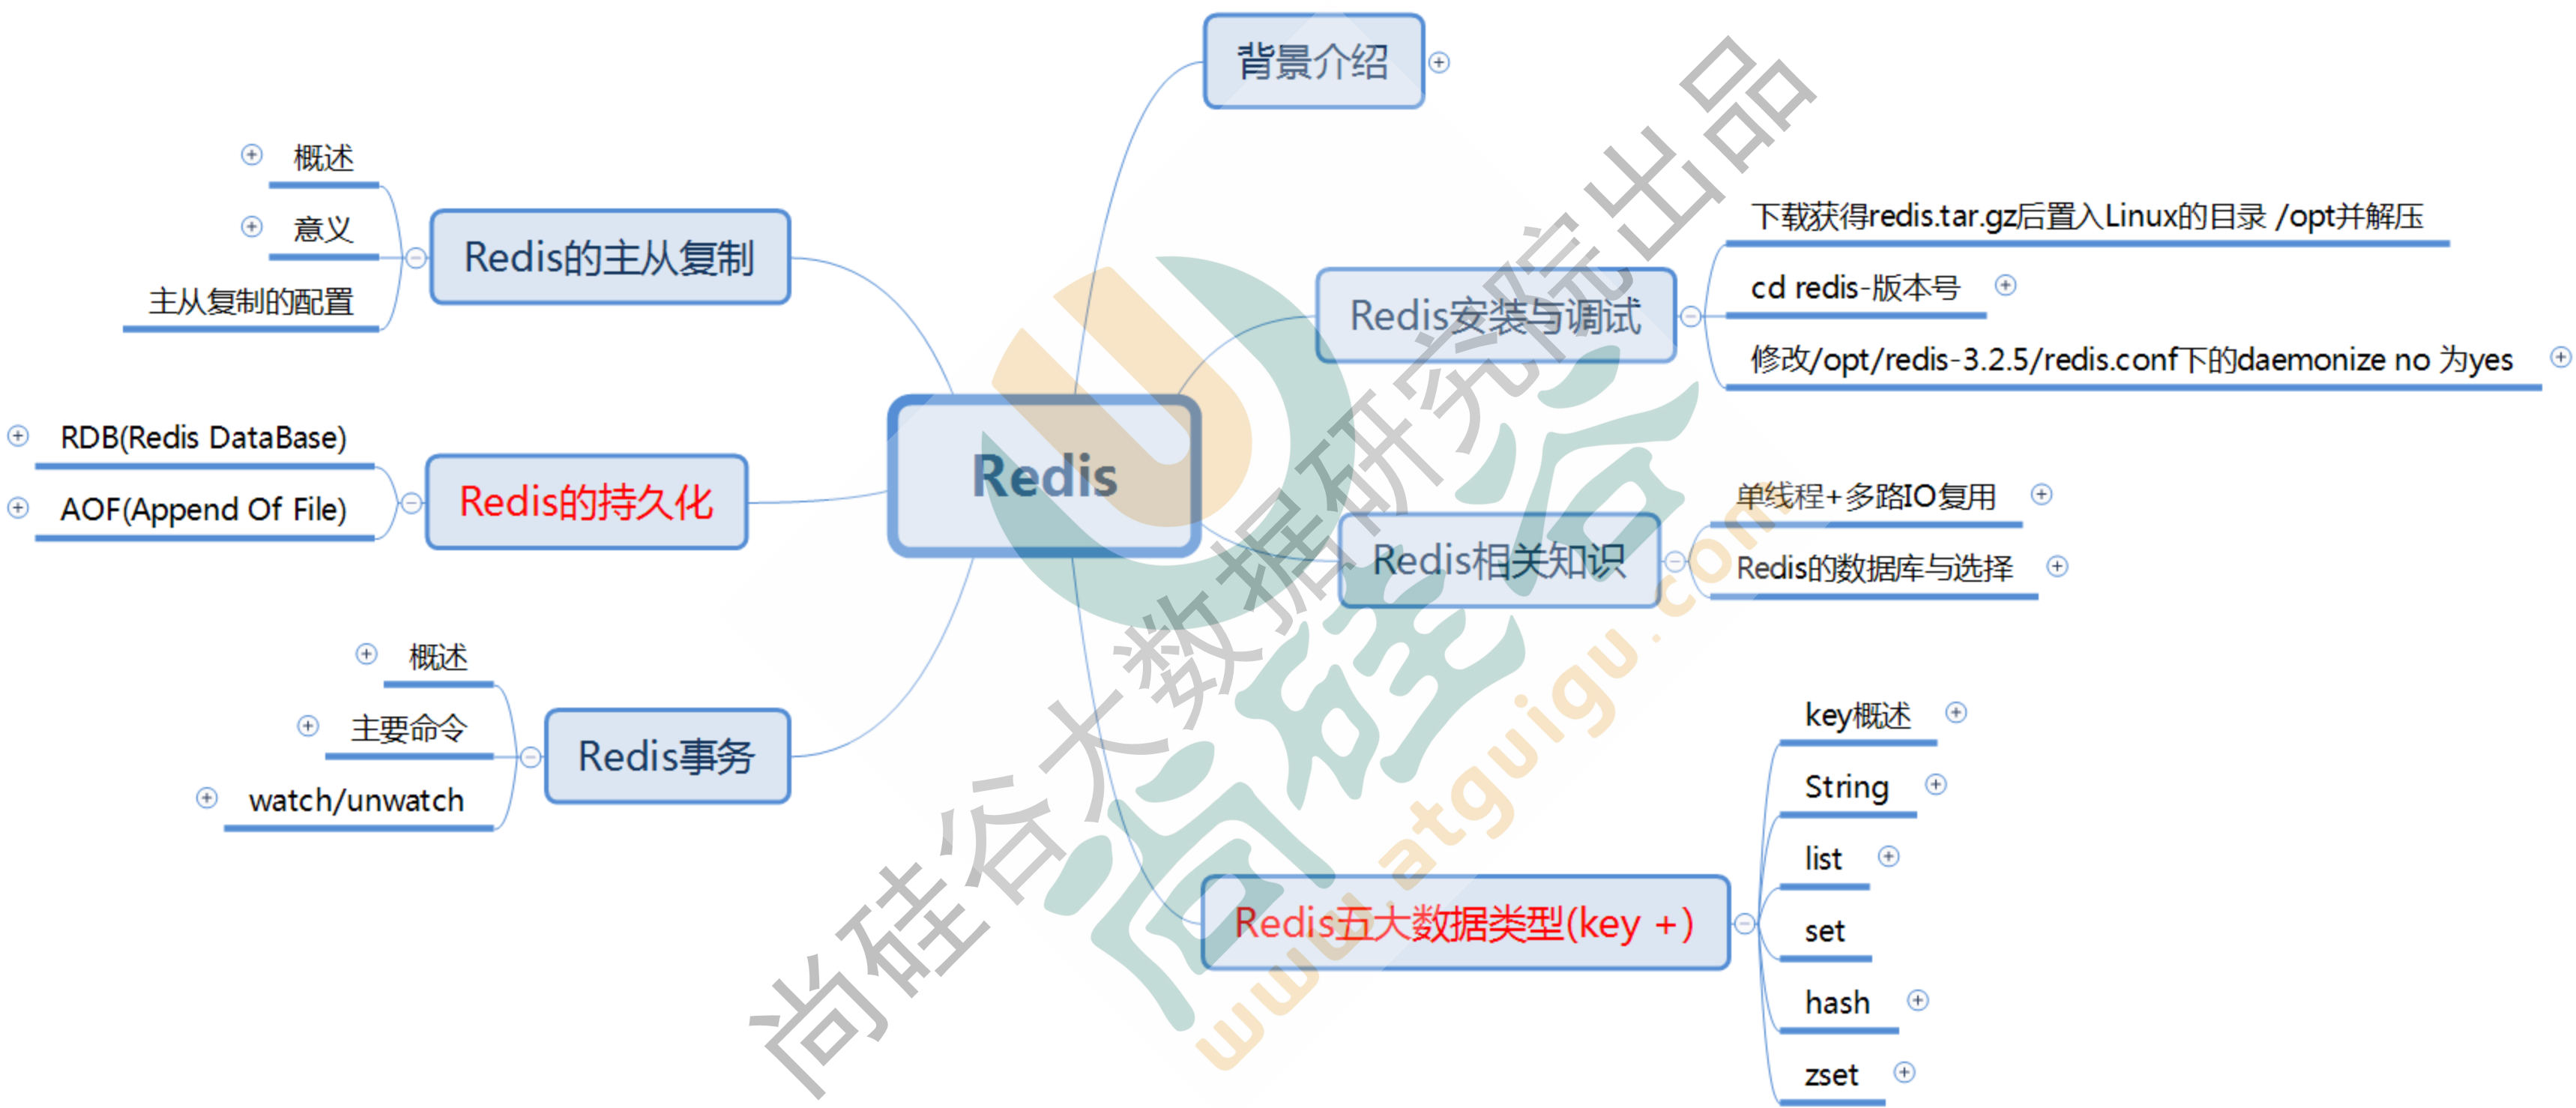 背景介绍
概述
意义
主从复制的配置
Redis的主从复制
下载获得redis.tar.gz后置入Linux的目录 /opt并解压
cd redis-版本号
修改/opt/redis-3.2.5/redis.conf下的daemonize no 为yes
Redis安装与调试
RDB(Redis DataBase)
AOF(Append Of File)
Redis的持久化
Redis
单线程+多路IO复用
Redis的数据库与选择
Redis相关知识
概述
主要命令
watch/unwatch
Redis事务
key概述
String
list
set
hash
zset
Redis五大数据类型(key +)
尚硅谷大数据研究院出品
尚硅谷
www.atguigu.com